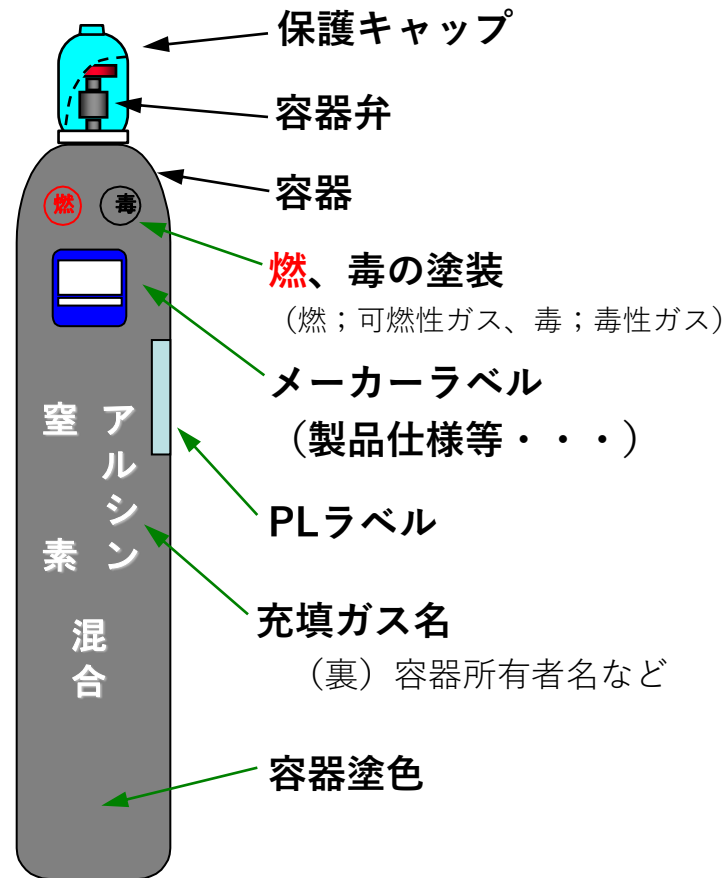 保護キャップ
容器弁
容器
燃 毒
燃、毒の塗装
（燃；可燃性ガス、毒；毒性ガス）
メーカーラベル
（製品仕様等・・・）
PLラベル
アルシン
窒素
混合
充填ガス名
（裏）容器所有者名など
容器塗色